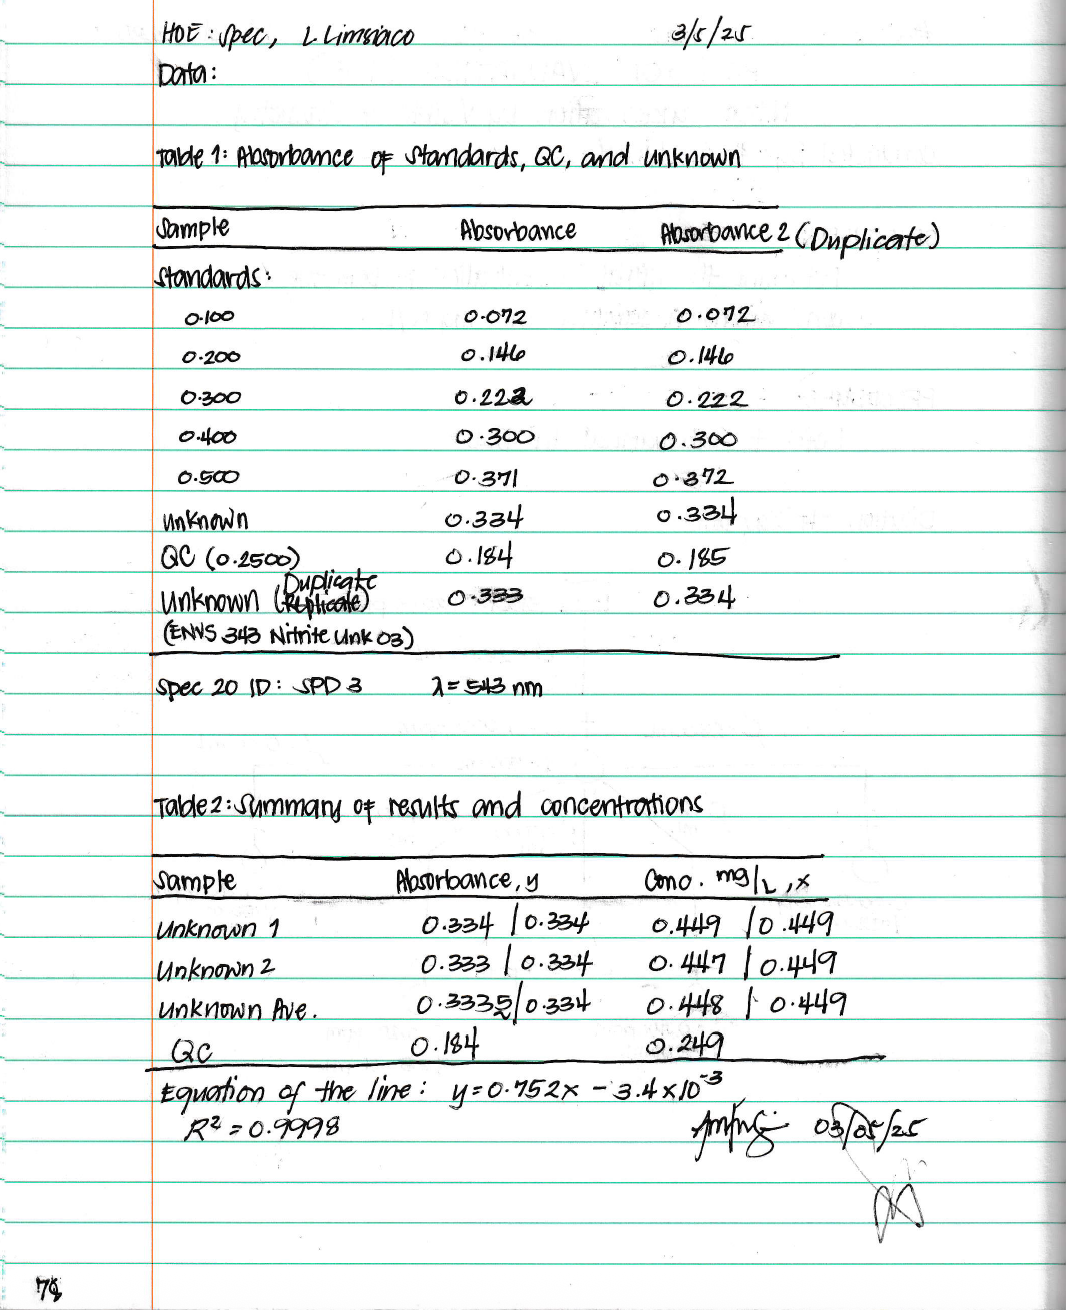 HOE: Spec, L Limsiaco 3/5/25
Data:
Table 1: Absorbance of standards, QC, and unknown
Sample Absorbance Absorbance 2 (Duplicate)
Standards:
0.100 0.072 0.072
0.200 0.146 0.146
0.300 0.222 0.222
0.400 0.300 0.300
0.500 0.371 0.372
Unknown 0.334 0.334
QC (0.2500) 0.184 0.185
Duplicate
Unknown (Replicate) 0.333 0.334
(ENVS 343 Nitrite Unk 03)
Spec 20 ID: SPD 3 λ = 543 nm
Table 2: Summary of results and concentrations
Sample Absorbance, y Conc. mg/L, x
Unknown 1 0.334 / 0.334 0.449 / 0.449
Unknown 2 0.333 / 0.334 0.447 / 0.449
Unknown Ave. 0.3335 / 0.334 0.448 / 0.449
QC 0.184 0.249
Equation of the line: y=0.752x - 3.4x10⁻³
R² = 0.9998 03/05/25